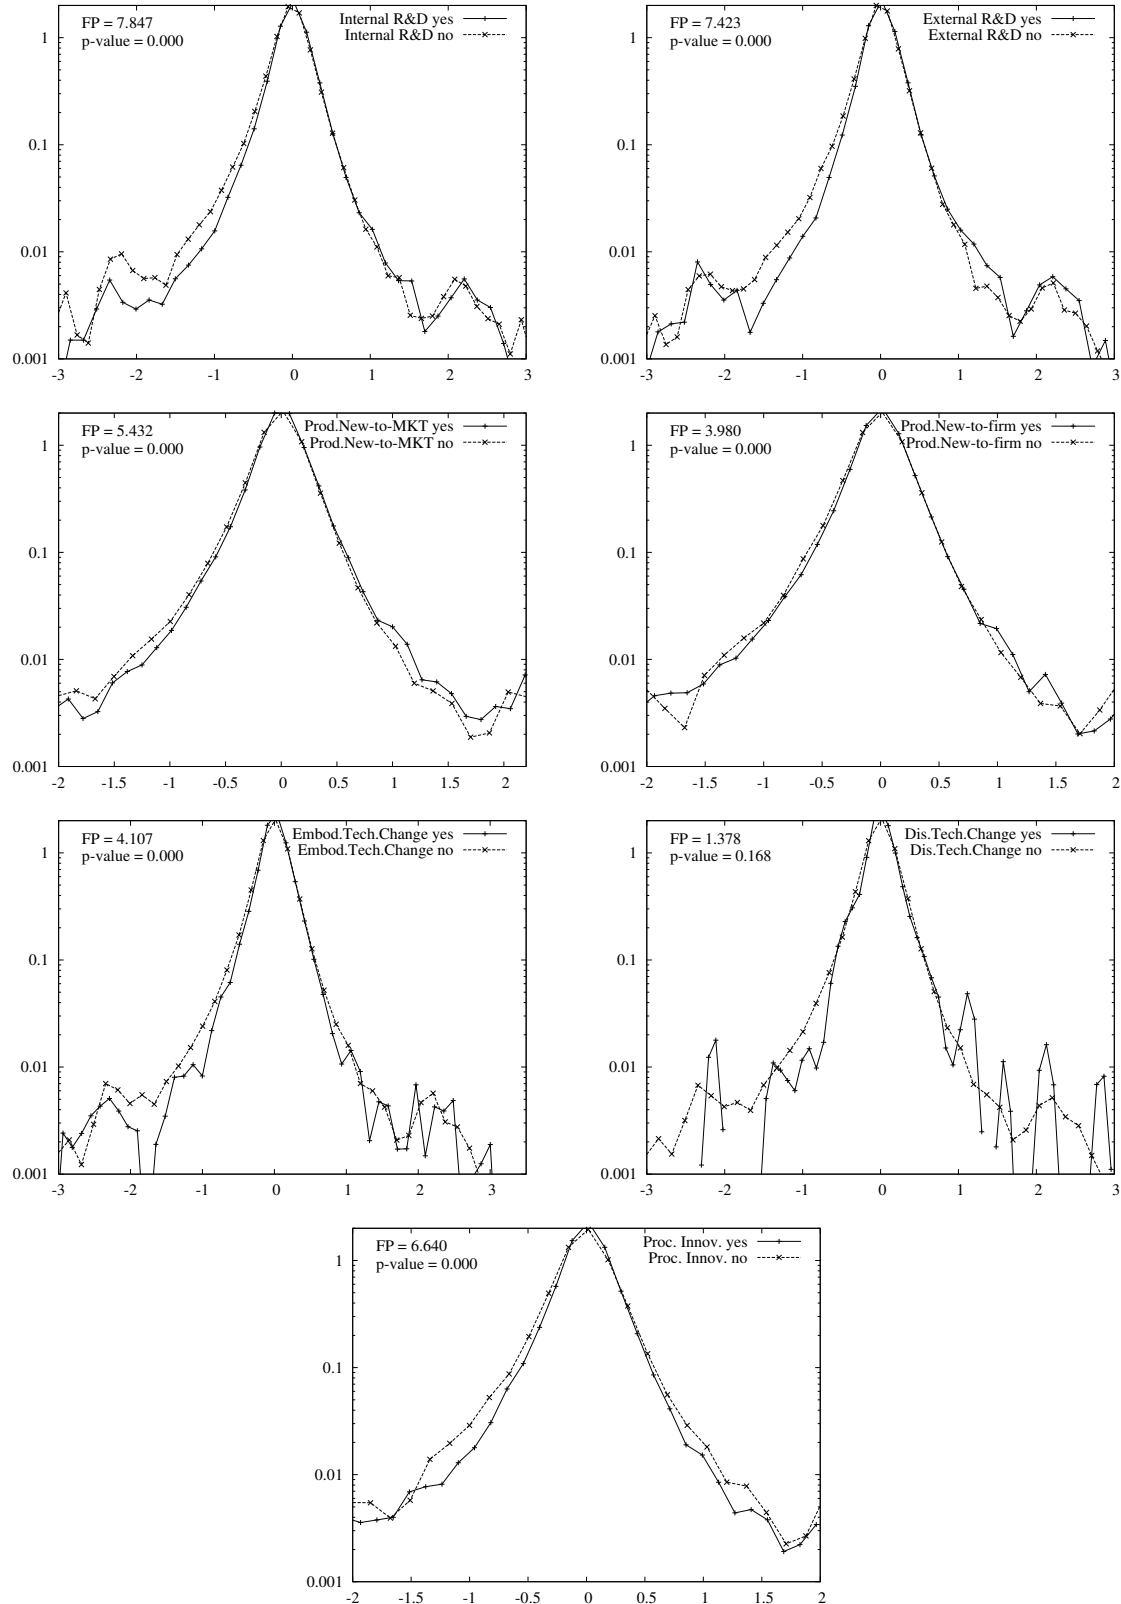 FP = 7.847
p-value = 0.000
Internal R&D yes
Internal R&D no
1
0.1
0.01
0.001
-3 -2 -1 0 1 2 3
FP = 7.423
p-value = 0.000
External R&D yes
External R&D no
1
0.1
0.01
0.001
-3 -2 -1 0 1 2 3
FP = 5.432
p-value = 0.000
Prod.New-to-MKT yes
Prod.New-to-MKT no
1
0.1
0.01
0.001
-2 -1.5 -1 -0.5 0 0.5 1 1.5 2
FP = 3.980
p-value = 0.000
Prod.New-to-firm yes
Prod.New-to-firm no
1
0.1
0.01
0.001
-2 -1.5 -1 -0.5 0 0.5 1 1.5 2
FP = 4.107
p-value = 0.000
Embod.Tech.Change yes
Embod.Tech.Change no
1
0.1
0.01
0.001
-3 -2 -1 0 1 2 3
FP = 1.378
p-value = 0.168
Dis.Tech.Change yes
Dis.Tech.Change no
1
0.1
0.01
0.001
-3 -2 -1 0 1 2 3
FP = 6.640
p-value = 0.000
Proc. Innov. yes
Proc. Innov. no
1
0.1
0.01
0.001
-2 -1.5 -1 -0.5 0 0.5 1 1.5 2